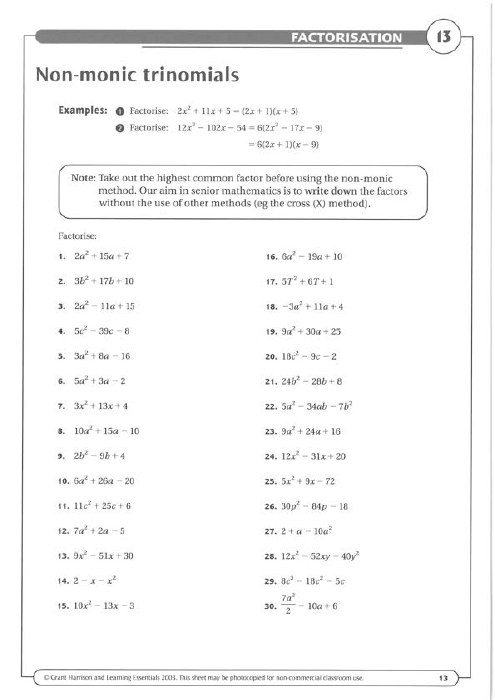 FACTORISATION 13
Non-monic trinomials
Examples: ❶ Factorise: 2x² + 11x + 5 = (2x + 1)(x + 5)
❷ Factorise: 12x² − 102x − 54 = 6(2x² − 17x − 9)
= 6(2x + 1)(x − 9)
Note: Take out the highest common factor before using the non-monic
method. Our aim in senior mathematics is to write down the factors
without the use of other methods (eg the cross (X) method).
Factorise:
1. 2a² + 15a + 7
2. 3b² + 17b + 10
3. 2a² − 11a + 15
4. 5c² − 39c − 8
5. 3a² + 8a − 16
6. 5a² + 3a − 2
7. 3x² + 13x + 4
8. 10a² + 15a − 10
9. 2b² − 9b + 4
10. 6a² + 26a − 20
11. 11c² + 25c + 6
12. 7a² + 2a − 5
13. 9x² − 51x + 30
14. 2 − x − x²
15. 10x² − 13x − 3
16. 6a² − 19a + 10
17. 5T² + 6T + 1
18. −3a² + 11a + 4
19. 9a² + 30a + 25
20. 18c² − 9c − 2
21. 24b² − 28b + 8
22. 5a² − 34ab − 7b²
23. 9a² + 24a + 16
24. 12x² − 31x + 20
25. 5x² + 9x − 72
26. 30p² − 84p − 18
27. 2 + a − 10a²
28. 12x² − 52xy − 40y²
29. 8c³ − 18c² − 5c
30. 7a²/2 − 10a + 6
© Grant Harrison and Learning Essentials 2003. This sheet may be photocopied for non-commercial classroom use. 13